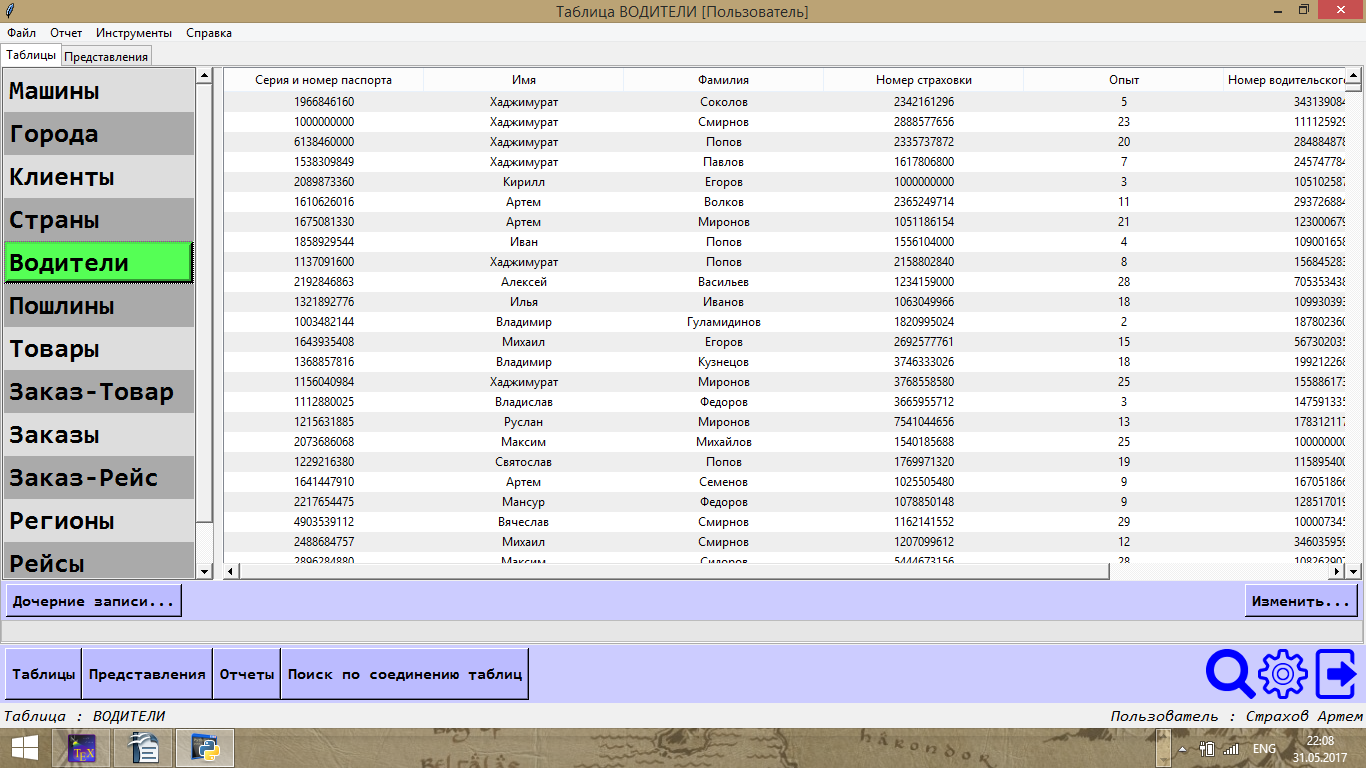 Таблица ВОДИТЕЛИ [Пользователь]
Файл Отчет Инструменты Справка
Таблицы Представления
Машины
Города
Клиенты
Страны
Водители
Пошлины
Товары
Заказ-Товар
Заказы
Заказ-Рейс
Регионы
Рейсы
Серия и номер паспорта Имя Фамилия Номер страховки Опыт Номер водительского
1966846160 Хаджимурат Соколов 2342161296 5 343139084
1000000000 Хаджимурат Смирнов 2888577656 23 111125929
6138460000 Хаджимурат Попов 2335737872 20 284884878
1538309849 Хаджимурат Павлов 1617806800 7 245747784
2089873360 Кирилл Егоров 1000000000 3 105102587
1610626016 Артем Волков 2365249714 11 293726884
1675081330 Артем Миронов 1051186154 21 123000679
1858929544 Иван Попов 1556104000 4 109001658
1137091600 Хаджимурат Попов 2158802840 8 156845283
2192846863 Алексей Васильев 1234159000 28 705353438
1321892776 Илья Иванов 1063049966 18 109930393
1003482144 Владимир Гуламидинов 1820995024 2 187802360
1643935408 Михаил Егоров 2692577761 15 567302035
1368857816 Владимир Кузнецов 3746333026 18 199212268
1156040984 Хаджимурат Миронов 3768558580 25 155886173
1112880025 Владислав Федоров 3665955712 3 147591335
1215631885 Руслан Миронов 7541044656 13 178312117
2073686068 Максим Михайлов 1540185688 25 100000000
1229216380 Святослав Попов 1769971320 19 115895400
1641447910 Артем Семенов 1025505480 9 167051866
2217654475 Мансур Федоров 1078850148 9 128517019
4903539112 Вячеслав Смирнов 1162141552 29 100007345
2488684757 Михаил Смирнов 1207099612 12 346035959
2896284880 Максим Сидоров 5444673156 28 108262907
Дочерние записи... Изменить...
Таблицы Представления Отчеты Поиск по соединению таблиц
Таблица : ВОДИТЕЛИ Пользователь : Страхов Артем
TEX
ENG
22:08
31.05.2017